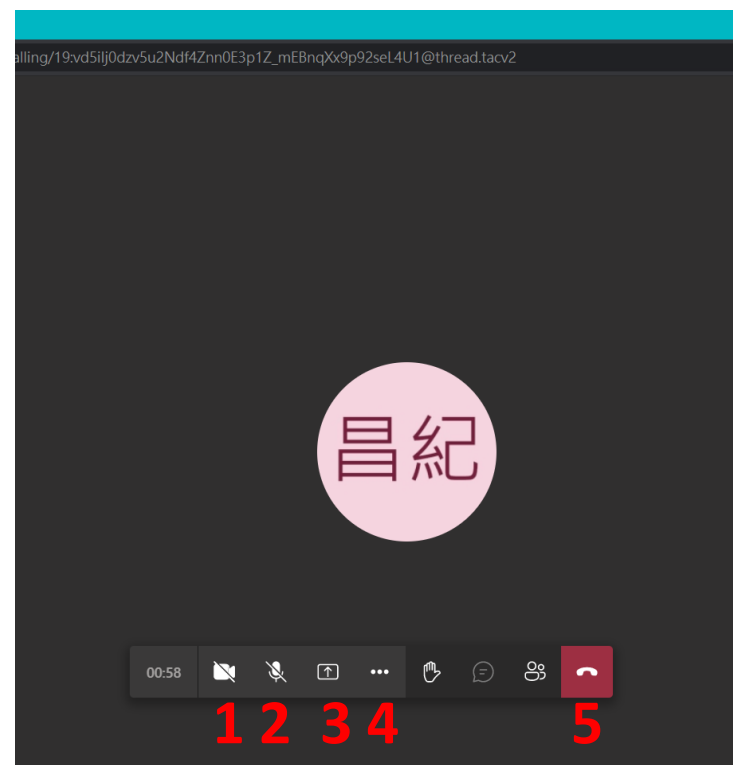 alling/19:vd5ilj0dzv5u2Ndf4Znn0E3p1Z_mEBnqXx9p92seL4U1@thread.tacv2
昌紀
00:58
1 2 3 4 5